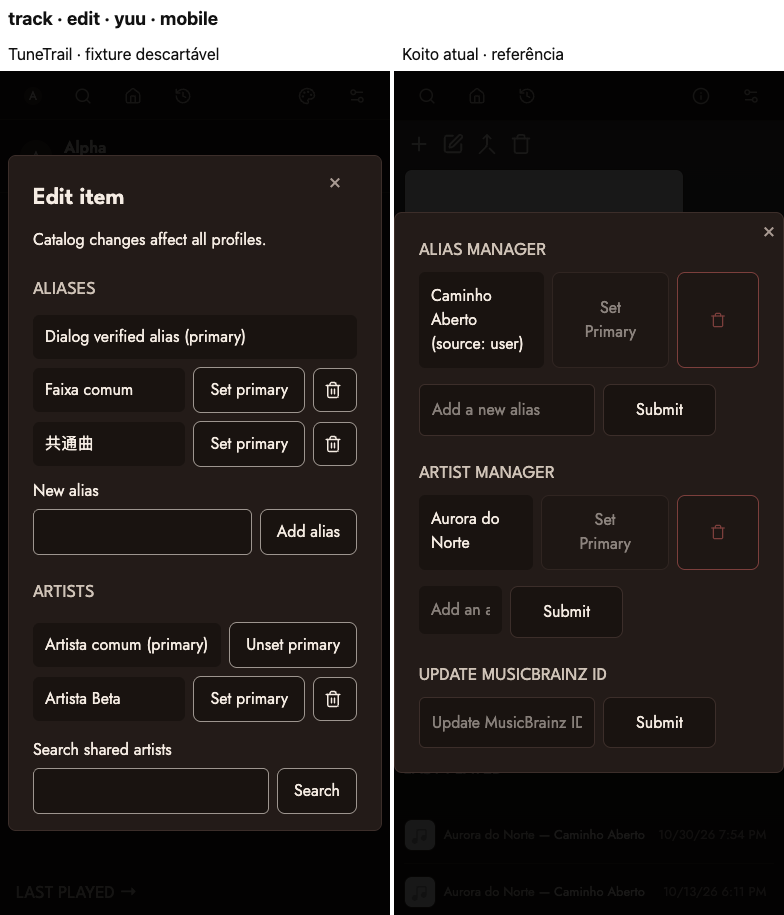 track · edit · yuu · mobile
TuneTrail · fixture descartável
A
Alpha
Edit item
Catalog changes affect all profiles.
ALIASES
Dialog verified alias (primary)
Faixa comum
Set primary
共通曲
Set primary
New alias
Add alias
ARTISTS
Artista comum (primary)
Unset primary
Artista Beta
Set primary
Search shared artists
Search
LAST PLAYED →
Koito atual · referência
ALIAS MANAGER
Caminho
Aberto
(source: user)
Set
Primary
Add a new alias
Submit
ARTIST MANAGER
Aurora do
Norte
Set
Primary
Add an a
Submit
UPDATE MUSICBRAINZ ID
Update MusicBrainz ID
Submit
Aurora do Norte — Caminho Aberto 10/30/26 7:54 PM
Aurora do Norte — Caminho Aberto 10/13/26 6:11 PM